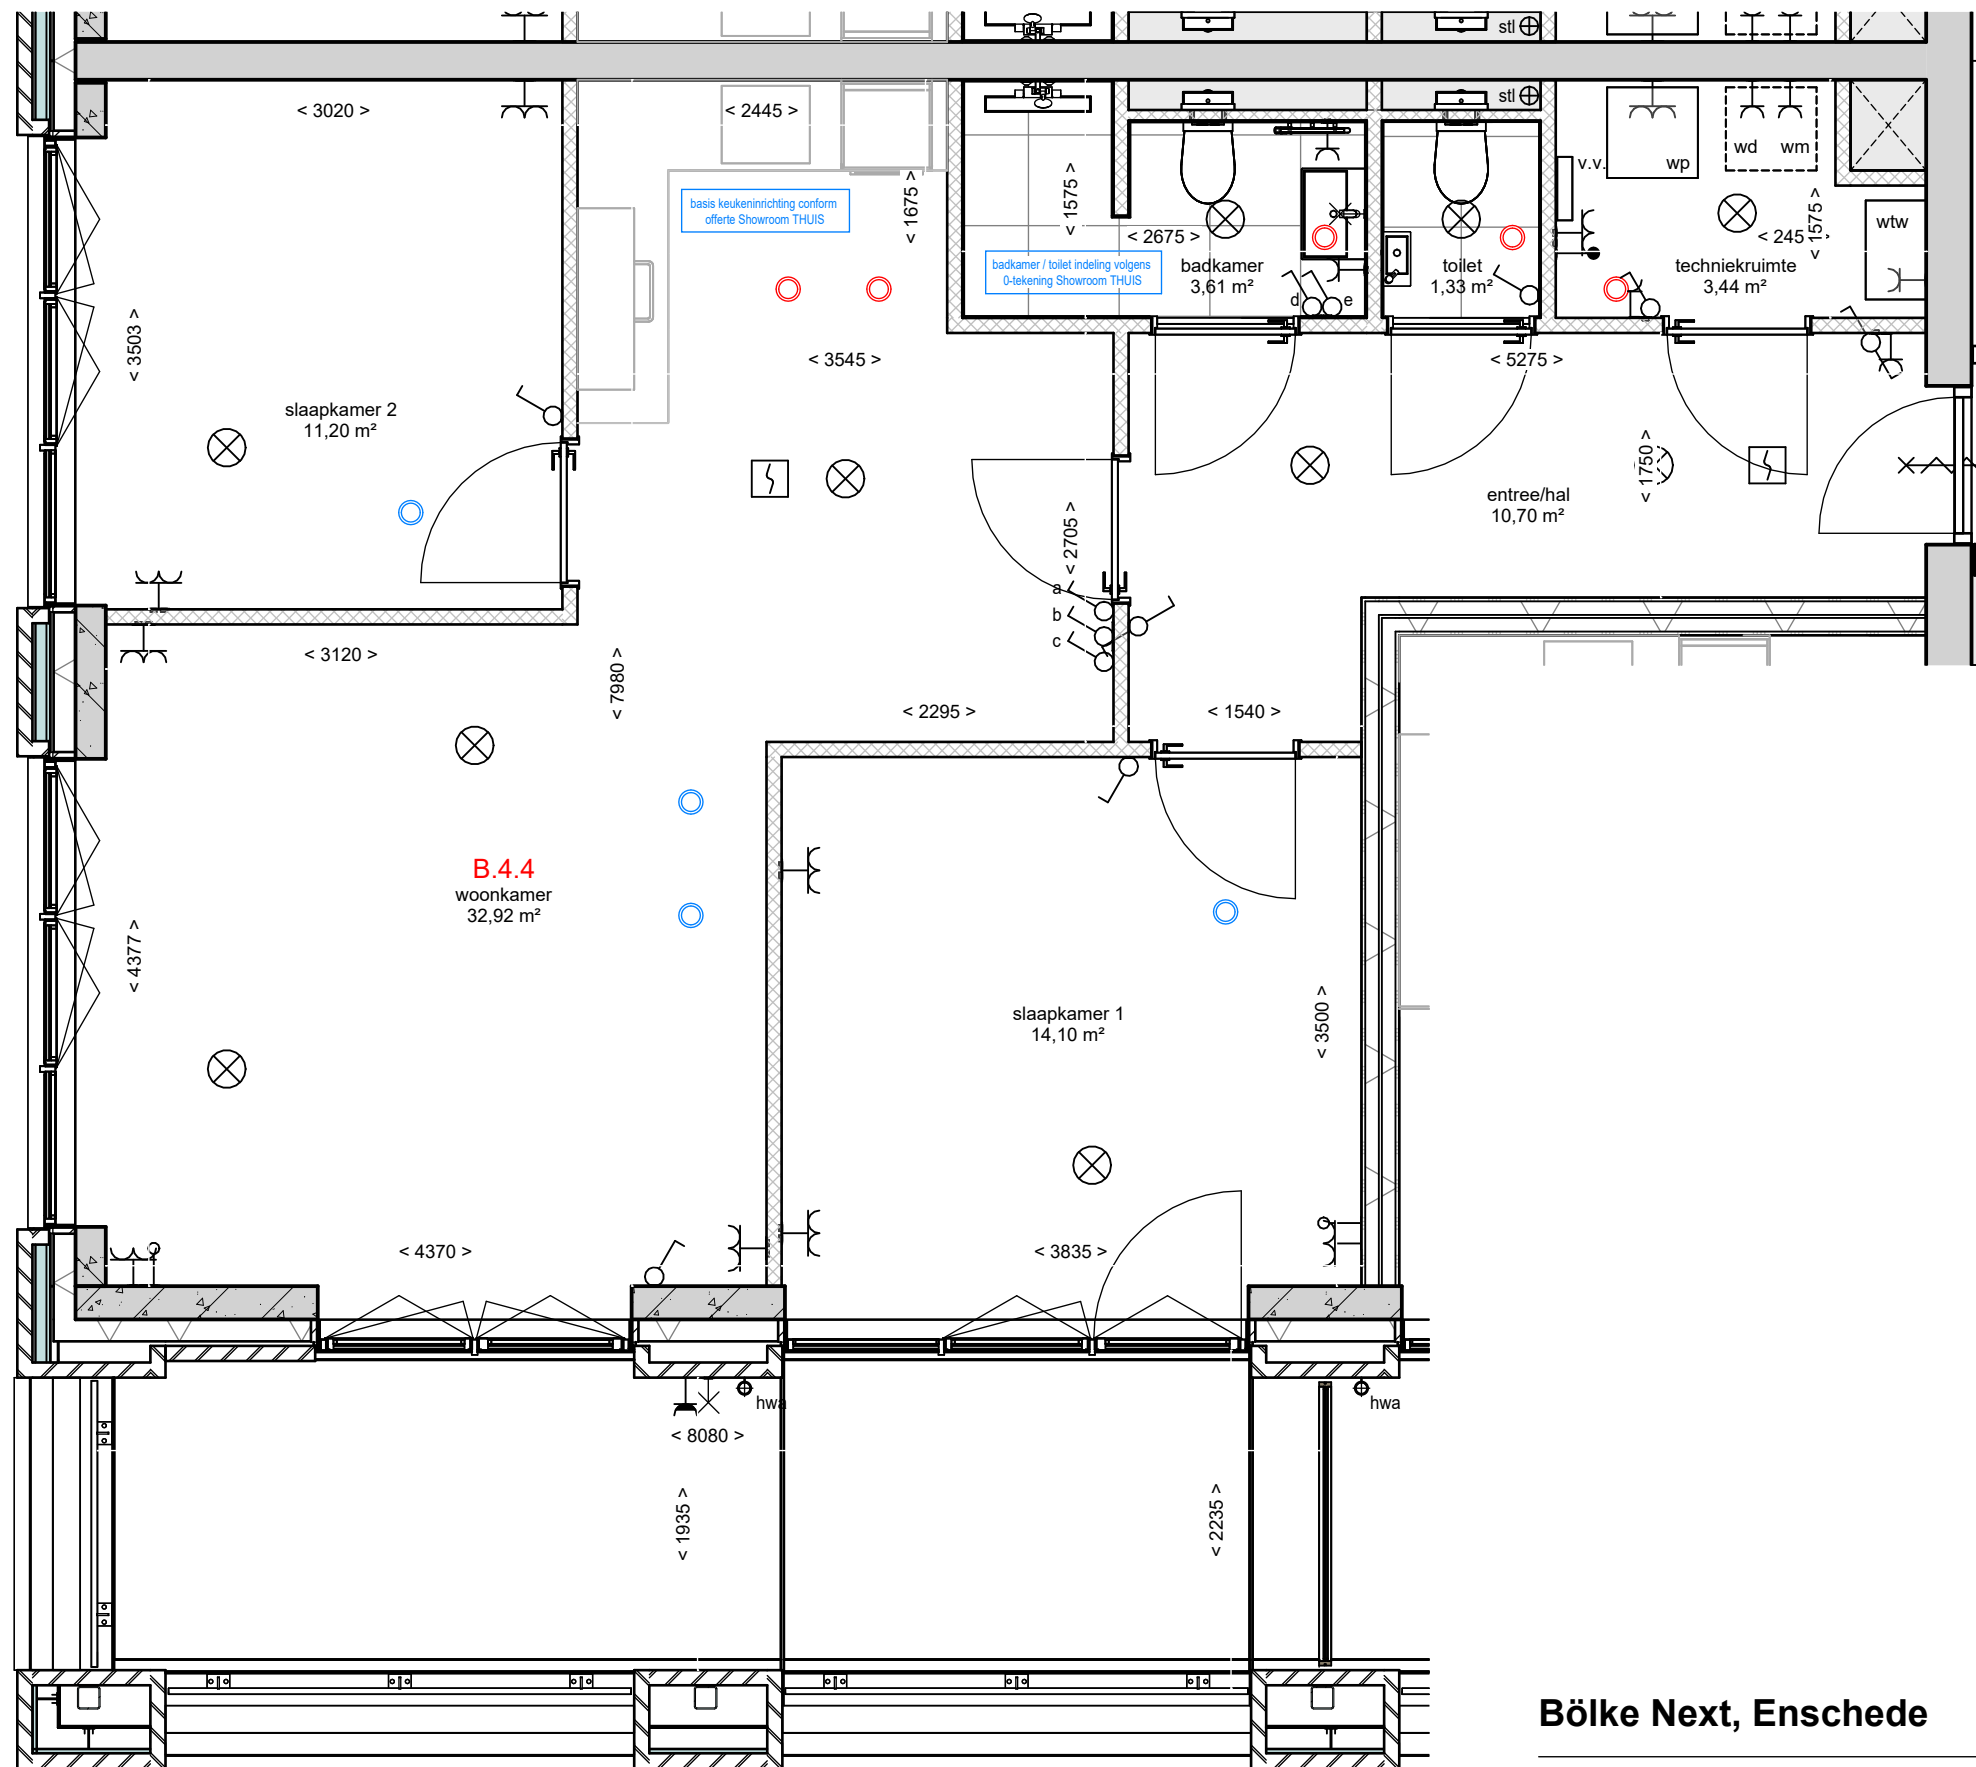 stl
< 3020 >
< 2445 >
stl
wd
wm
v.v.
wp
basis keukeninrichting conform
offerte Showroom THUIS
< 1675 >
< 1575 >
< 2675 >
< 1575 >
wtw
badkamer / toilet indeling volgens
0-tekening Showroom THUIS
badkamer
3,61 m²
toilet
1,33 m²
techniekruimte
3,44 m²
d
e
< 3503 >
< 3545 >
< 5275 >
slaapkamer 2
11,20 m²
< 1750 >
entree/hal
10,70 m²
< 2705 >
a
b
c
< 3120 >
< 7980 >
< 2295 >
< 1540 >
B.4.4
woonkamer
32,92 m²
< 4377 >
slaapkamer 1
14,10 m²
< 3500 >
< 4370 >
< 3835 >
hwa
hwa
< 8080 >
< 1935 >
< 2235 >
Bölke Next, Enschede